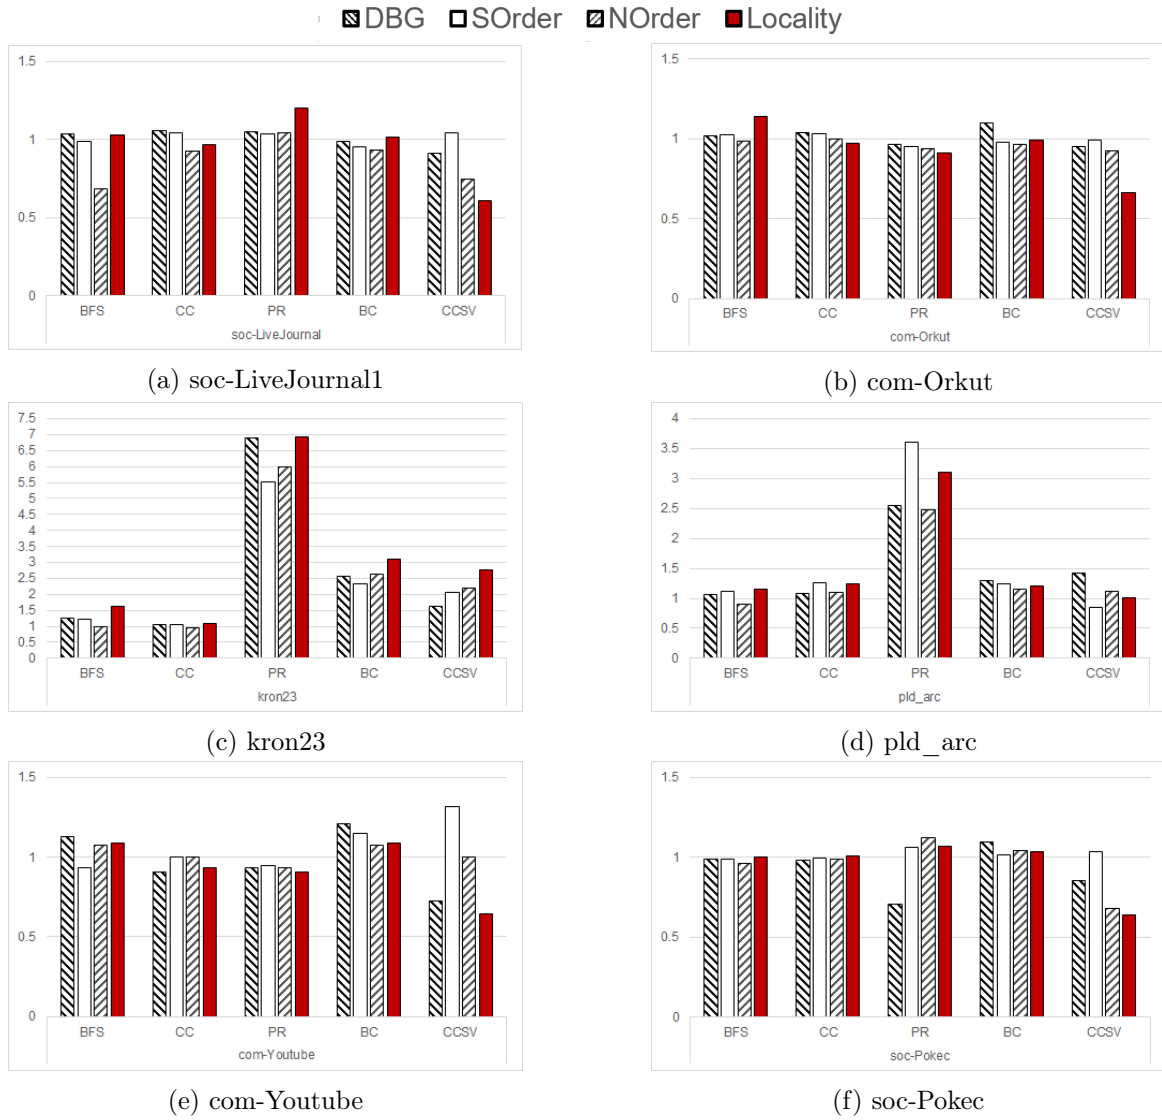 DBG SOrder NOrder Locality
1.5
1
0.5
0
BFS CC PR BC CCSV
soc-LiveJournal
(a) soc-LiveJournal1
1.5
1
0.5
0
BFS CC PR BC CCSV
com-Orkut
(b) com-Orkut
7.5
7
6.5
6
5.5
5
4.5
4
3.5
3
2.5
2
1.5
1
0.5
0
BFS CC PR BC CCSV
kron23
(c) kron23
4
3.5
3
2.5
2
1.5
1
0.5
0
BFS CC PR BC CCSV
pld_arc
(d) pld_arc
1.5
1
0.5
0
BFS CC PR BC CCSV
com-Youtube
(e) com-Youtube
1.5
1
0.5
0
BFS CC PR BC CCSV
soc-Pokec
(f) soc-Pokec